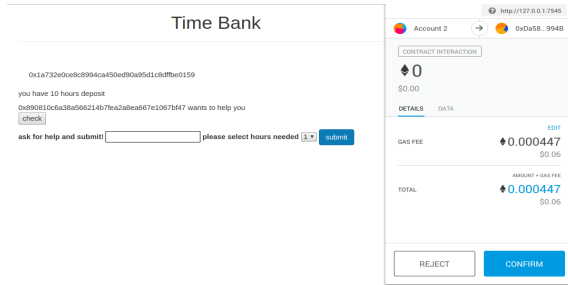 Time Bank
0x1a732e0ce8c8994ca450ed90a95d1c8dffbe0159
you have 10 hours deposit
0x890810c6a38a566214b7fea2a8ea667e1067bf47 wants to help you
check
ask for help and submit! please select hours needed 1 submit
http://127.0.0.1:7545
Account 2 0xDa58...994B
CONTRACT INTERACTION
0
$0.00
DETAILS DATA
EDIT
GAS FEE 0.000447
$0.06
AMOUNT + GAS FEE
TOTAL 0.000447
$0.06
REJECT CONFIRM